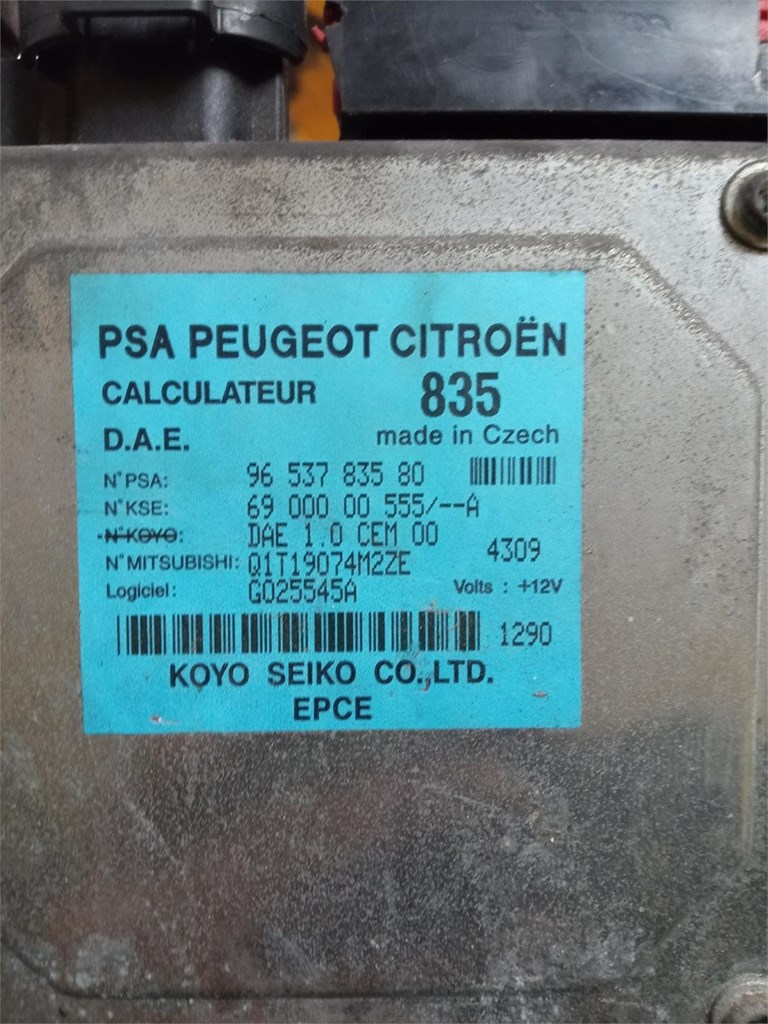 PSA PEUGEOT CITROËN
CALCULATEUR 835
D.A.E. made in Czech
N°PSA: 96 537 835 80
N°KSE: 69 000 00 555/--A
N°KOYO: DAE 1.0 CEM 00
N°MITSUBISHI: Q1T19074M2ZE 4309
Logiciel: G025545A Volts : +12V
1290
KOYO SEIKO CO.,LTD.
EPCE